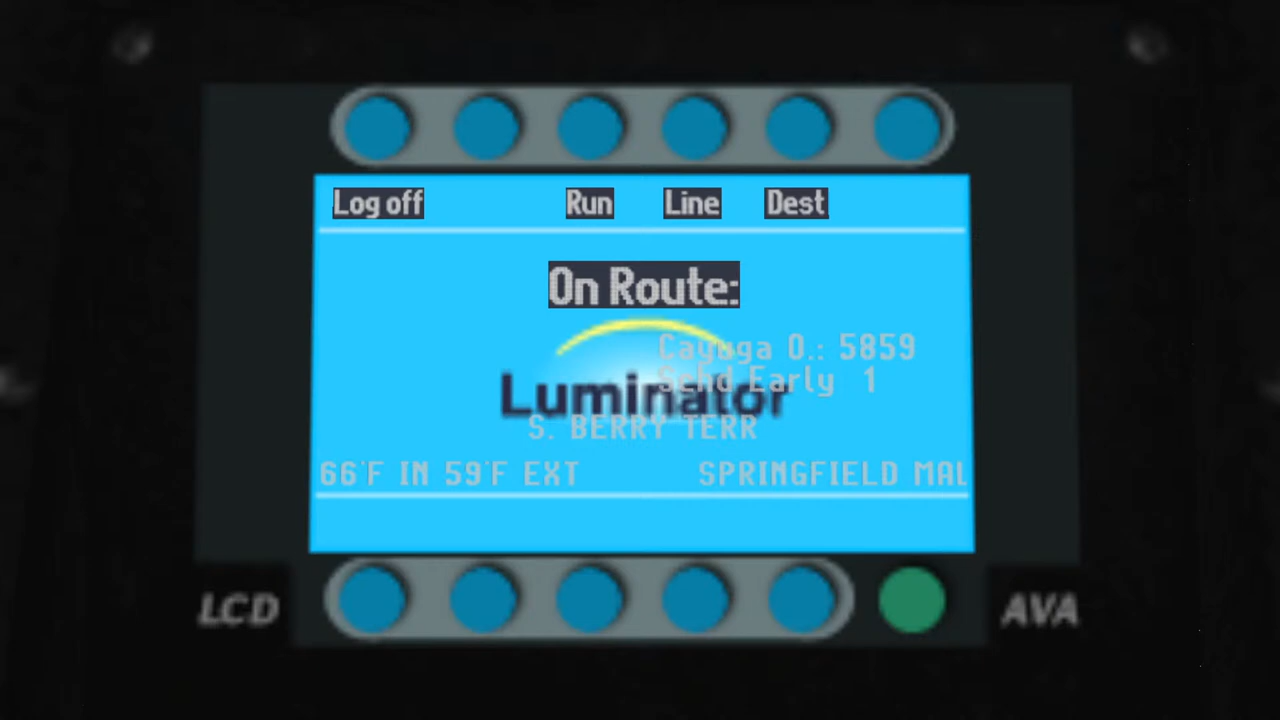 Log off Run Line Dest
On Route:
Cayuga O.: 5859
Schd Early 1
Luminator
S. BERRY TERR
66°F IN 59°F EXT SPRINGFIELD MAL
LCD AVA